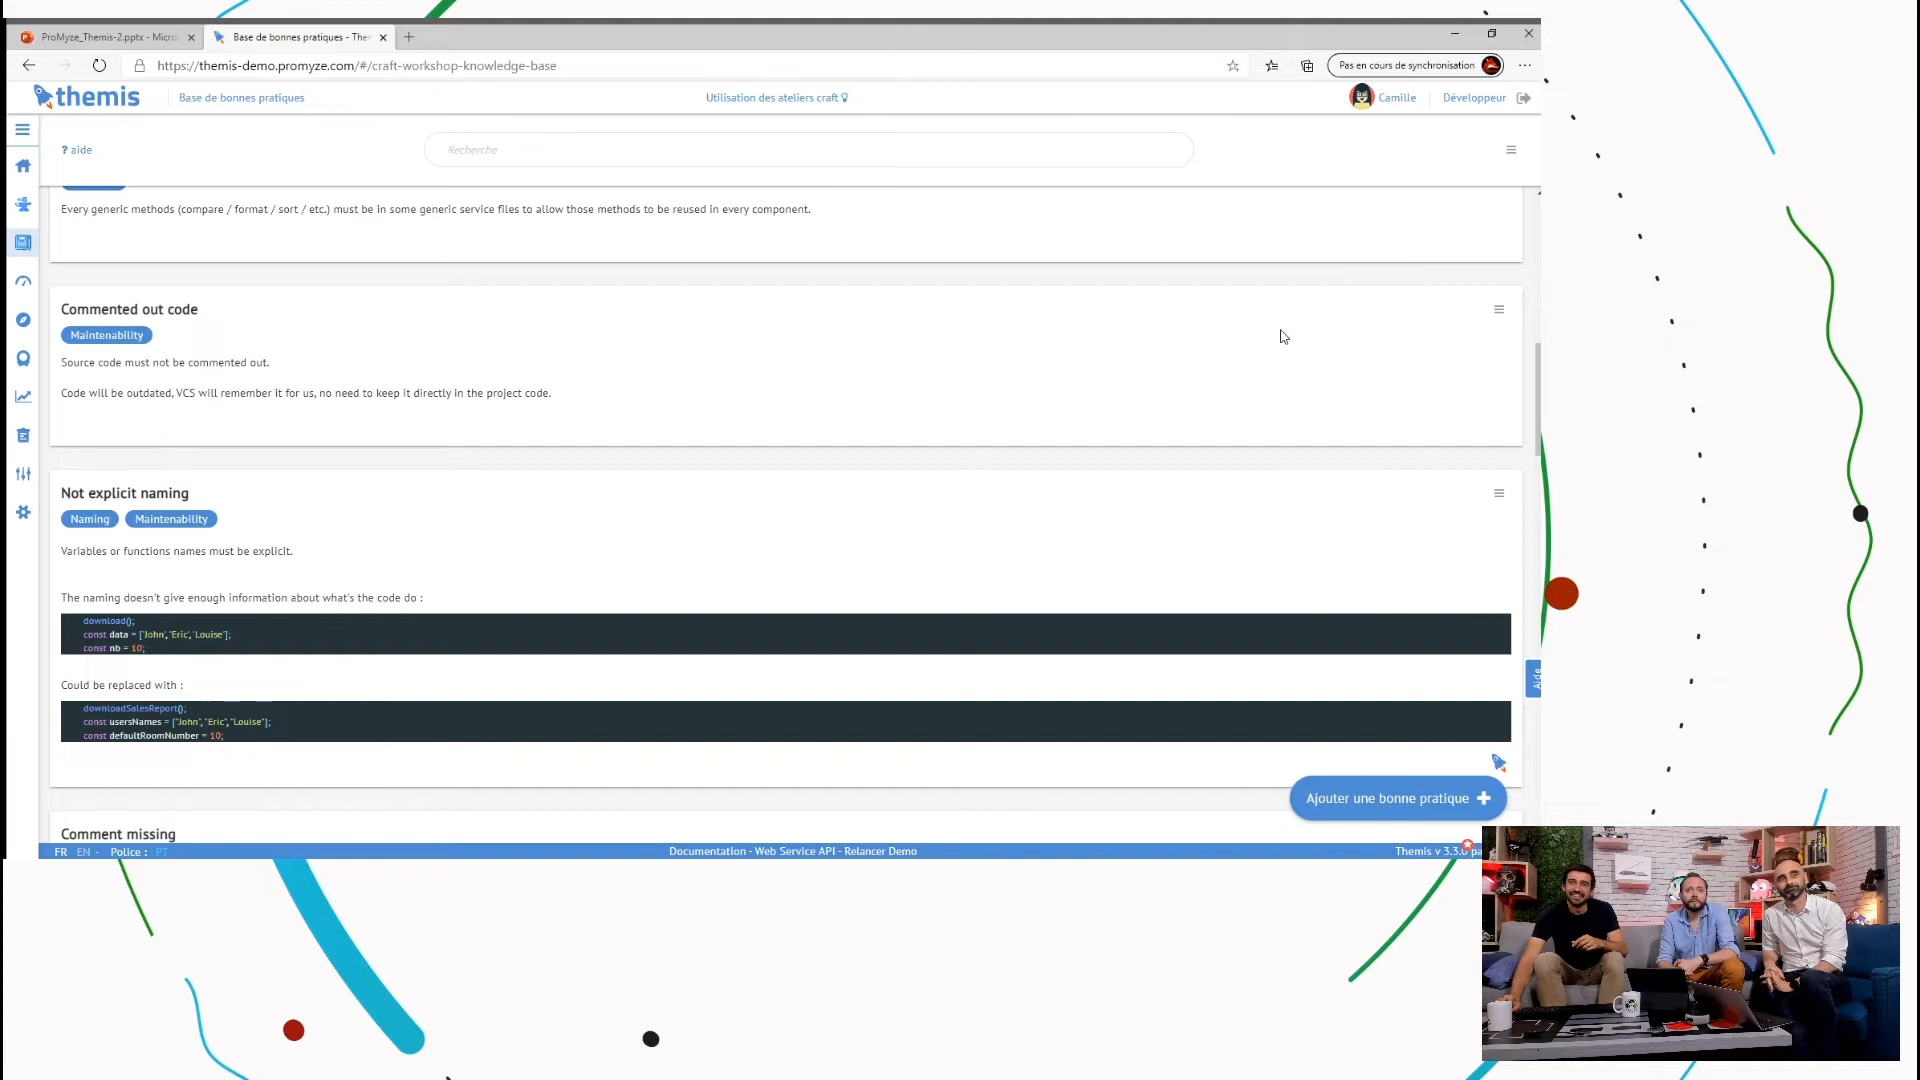 ProMyze_Themis-2.pptx - Micro
Base de bonnes pratiques - Them
https://themis-demo.promyze.com/#/craft-workshop-knowledge-base
Pas en cours de synchronisation
themis
Base de bonnes pratiques
Utilisation des ateliers craft
Camille
Développeur
? aide
Recherche
Every generic methods (compare / format / sort / etc.) must be in some generic service files to allow those methods to be reused in every component.
Commented out code
Maintenability
Source code must not be commented out.
Code will be outdated, VCS will remember it for us, no need to keep it directly in the project code.
Not explicit naming
Naming Maintenability
Variables or functions names must be explicit.
The naming doesn't give enough information about what's the code do :
download();
const data = ['John', 'Eric', 'Louise'];
const nb = 10;
Could be replaced with :
downloadSalesReport();
const usersNames = ["John", "Eric", "Louise"];
const defaultRoomNumber = 10;
Aide
Ajouter une bonne pratique +
Comment missing
FR EN - Police : PT
Documentation - Web Service API - Relancer Demo
Themis v 3.3.0 pa